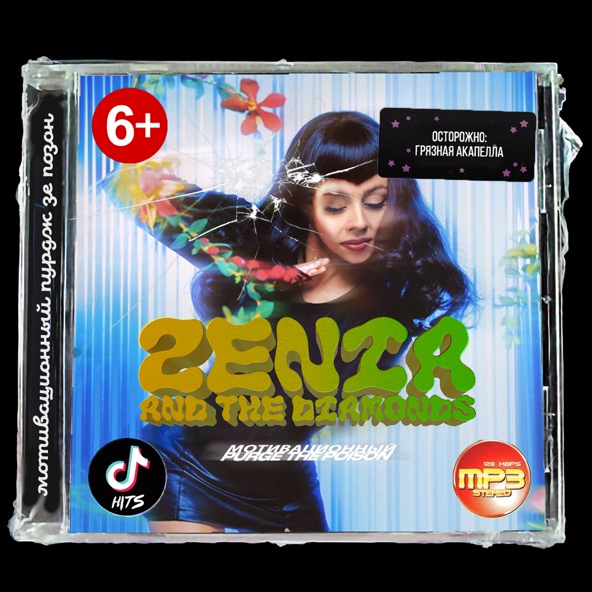 6+
ОСТОРОЖНО:
ГРЯЗНАЯ АКАПЕЛЛА
мотивационный пурдж зе позон
ZENIA
AND THE DIAMONDS
МОТИВАЦИОННЫЙ
PURGE THE POISON
HITS
128 KBPS
MP3
STEREO